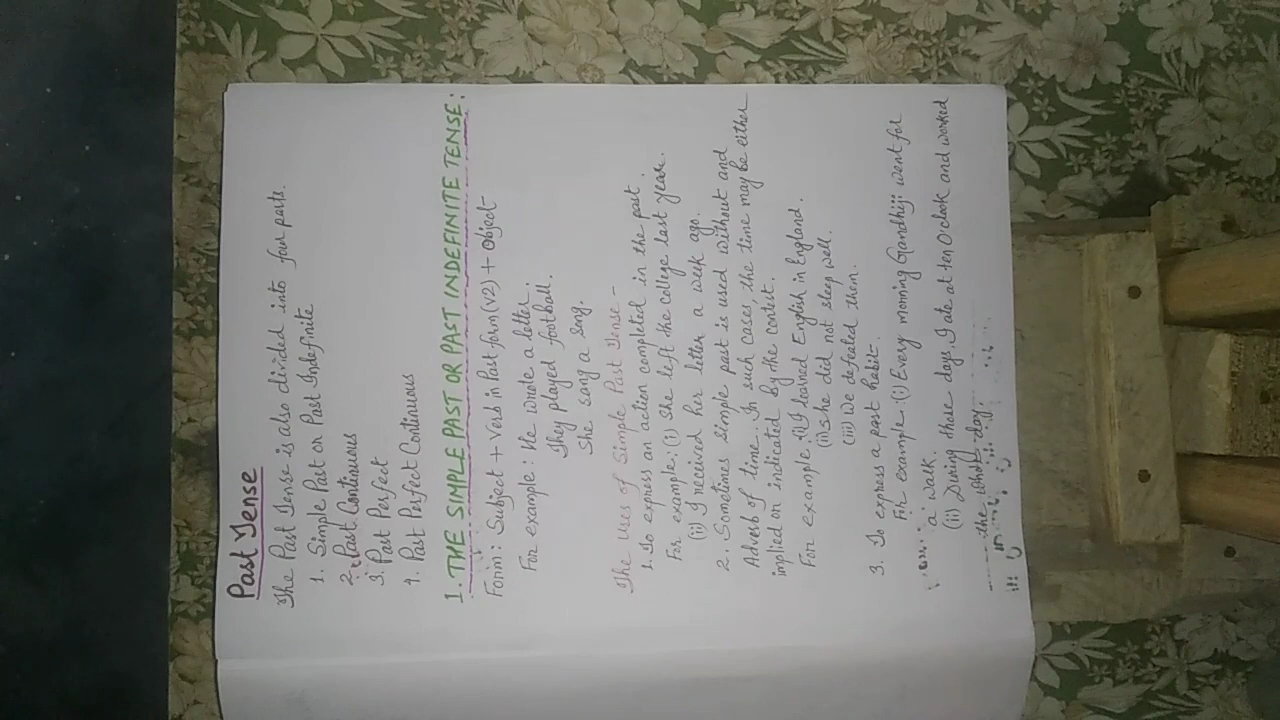 Past Tense
The Past Tense is also divided into four parts.
1. Simple Past or Past Indefinite
2. Past Continuous
3. Past Perfect
4. Past Perfect Continuous
1. THE SIMPLE PAST OR PAST INDEFINITE TENSE:
Form: Subject + Verb in Past form (V2) + Object
For example: He wrote a letter.
They played football.
She song a song.
The uses of Simple Past Tense -
1. To express an action completed in the past.
For example: (i) She left the college last year.
(ii) I received her letter a week ago.
2. Sometimes simple past is used without and
Adverb of time. In such cases, the time may be either
implied on indicated by the contest.
For example. (i) I learned English in England.
(ii) She did not sleep well.
(iii) We defeated them.
3. To express a past habit.
For example: (i) Every morning Gandhiji went for
a walk.
(ii) During those days, I ate at ten O'clock and worked
the whole day.